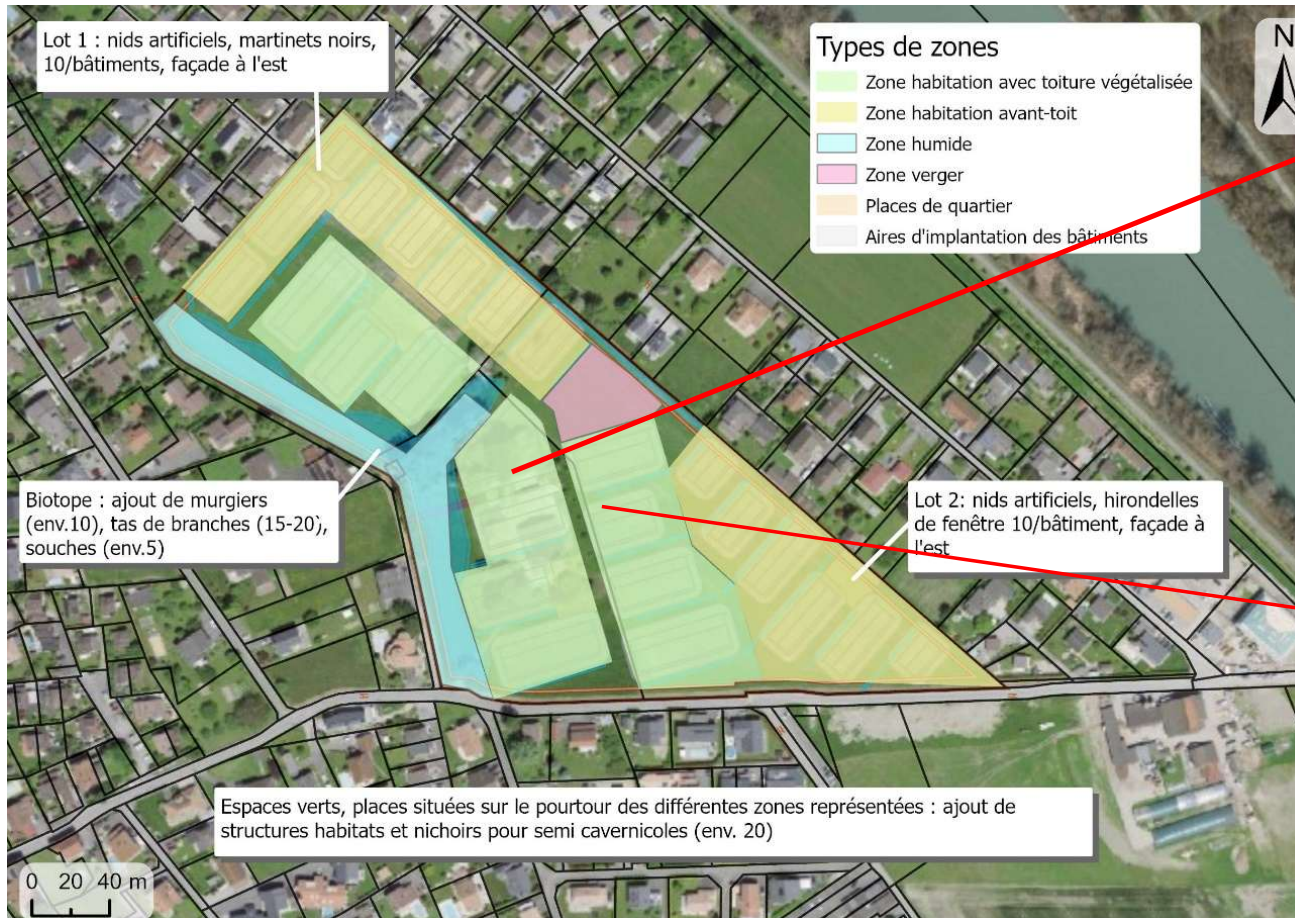 Lot 1 : nids artificiels, martinets noirs,
10/bâtiments, façade à l'est
Types de zones
Zone habitation avec toiture végétalisée
Zone habitation avant-toit
Zone humide
Zone verger
Places de quartier
Aires d'implantation des bâtiments
N
Biotope : ajout de murgiers
(env.10), tas de branches (15-20),
souches (env.5)
Lot 2: nids artificiels, hirondelles
de fenêtre 10/bâtiment, façade à
l'est
Espaces verts, places situées sur le pourtour des différentes zones représentées : ajout de
structures habitats et nichoirs pour semi cavernicoles (env. 20)
0 20 40 m